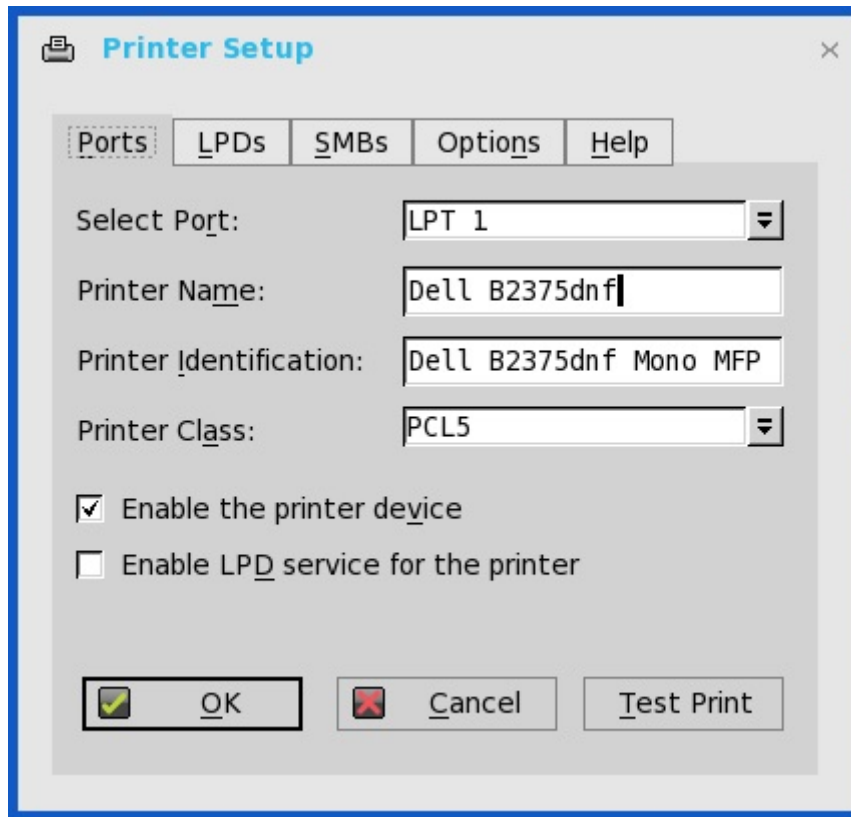 Printer Setup
Ports LPDs SMBs Options Help
Select Port: LPT 1
Printer Name: Dell B2375dnf
Printer Identification: Dell B2375dnf Mono MFP
Printer Class: PCL5
Enable the printer device
Enable LPD service for the printer
OK Cancel Test Print